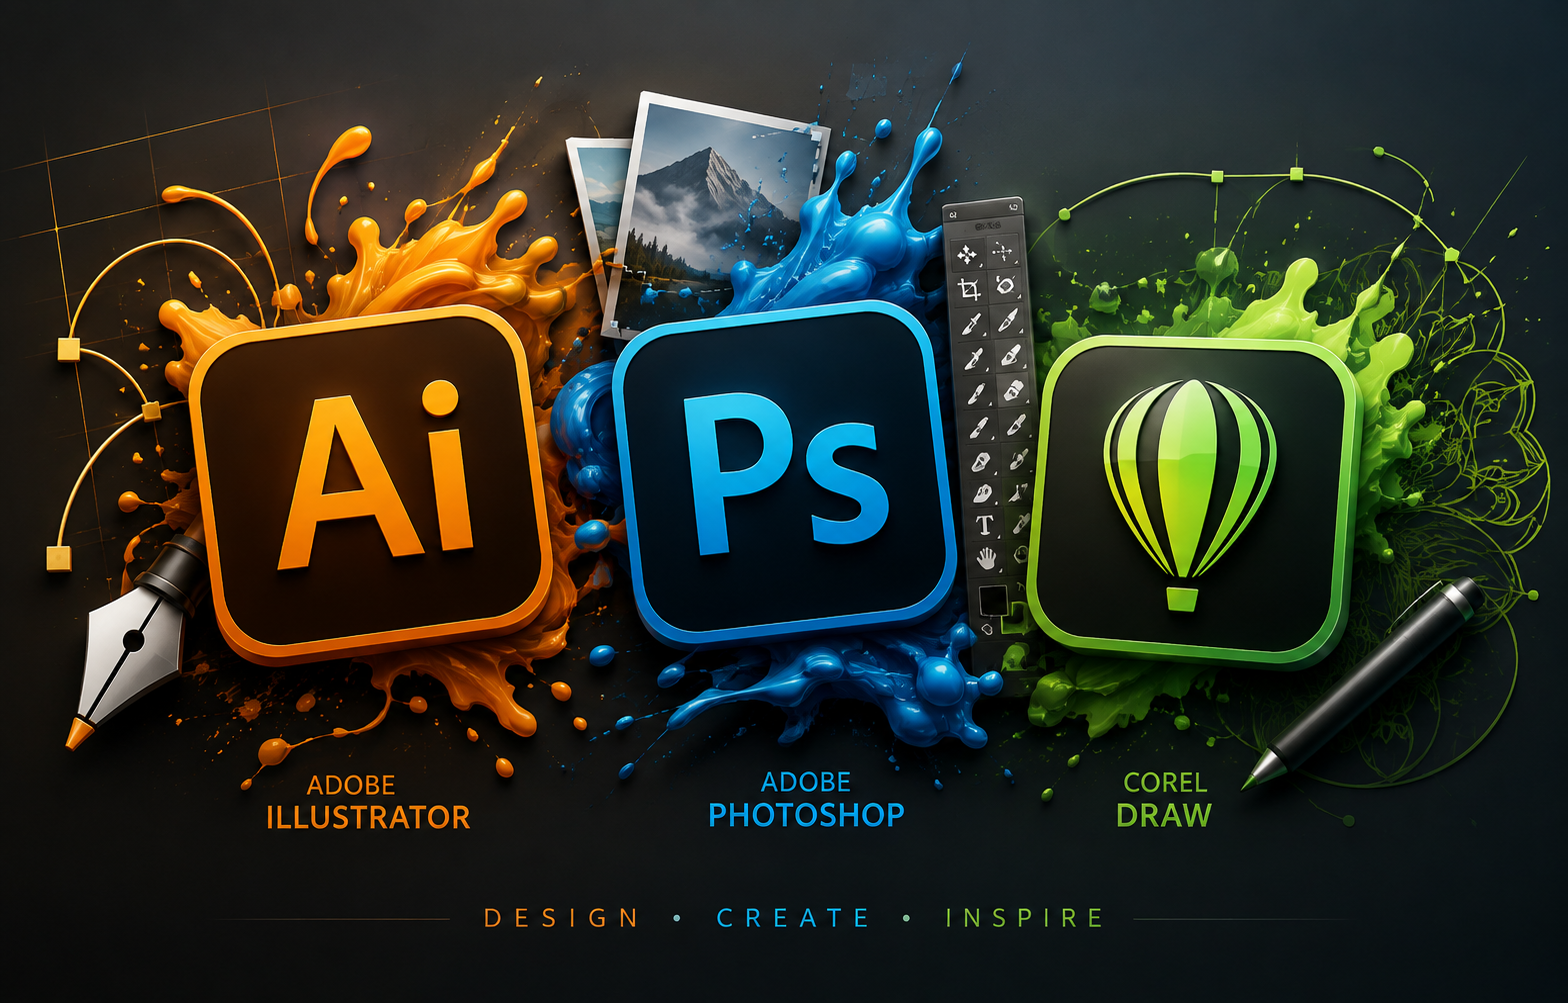 Ai
Ps
T
ADOBE
ILLUSTRATOR
ADOBE
PHOTOSHOP
COREL
DRAW
DESIGN • CREATE • INSPIRE